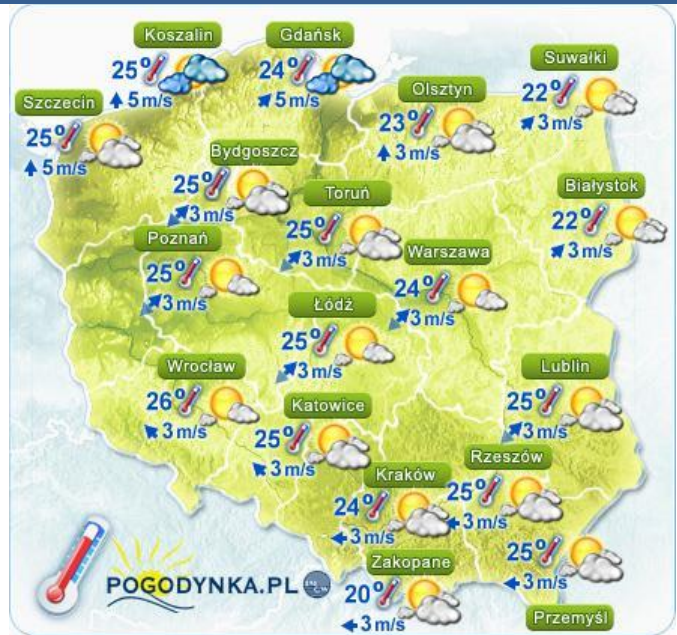 Koszalin
25°
5 m/s
Gdańsk
24°
5 m/s
Suwałki
22°
3 m/s
Szczecin
25°
5 m/s
Olsztyn
23°
3 m/s
Bydgoszcz
25°
3 m/s
Toruń
25°
3 m/s
Białystok
22°
3 m/s
Poznań
25°
3 m/s
Warszawa
24°
3 m/s
Łódź
25°
3 m/s
Wrocław
26°
3 m/s
Katowice
25°
3 m/s
Lublin
25°
3 m/s
Kraków
24°
3 m/s
Rzeszów
25°
3 m/s
Zakopane
20°
3 m/s
25°
3 m/s
Przemyśl
POGODYNKA.PL